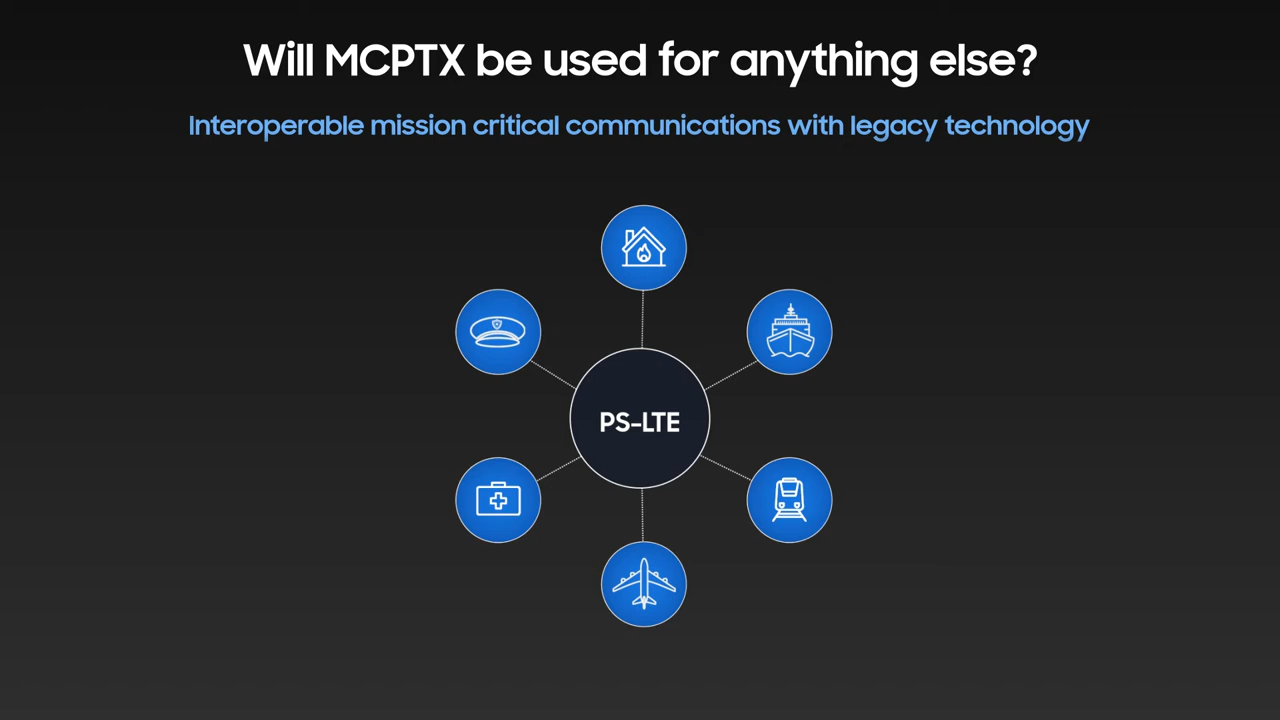 Will MCPTX be used for anything else?
Interoperable mission critical communications with legacy technology
PS-LTE